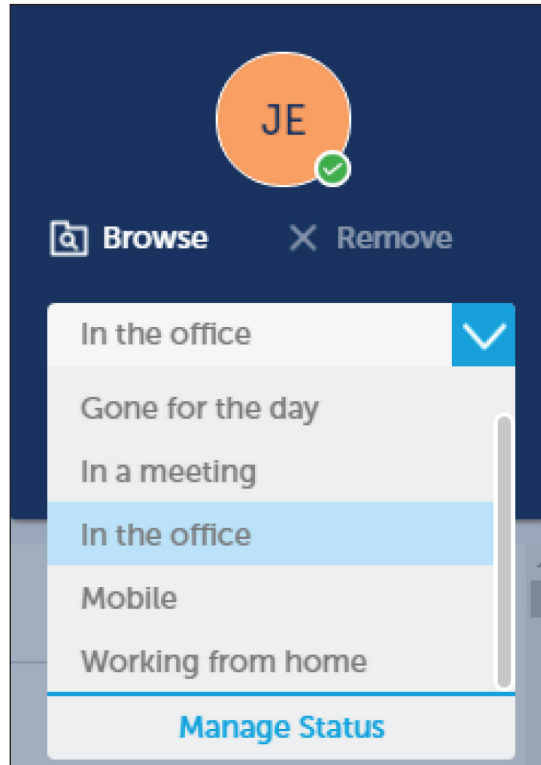 JE
Browse Remove
In the office
Gone for the day
In a meeting
In the office
Mobile
Working from home
Manage Status